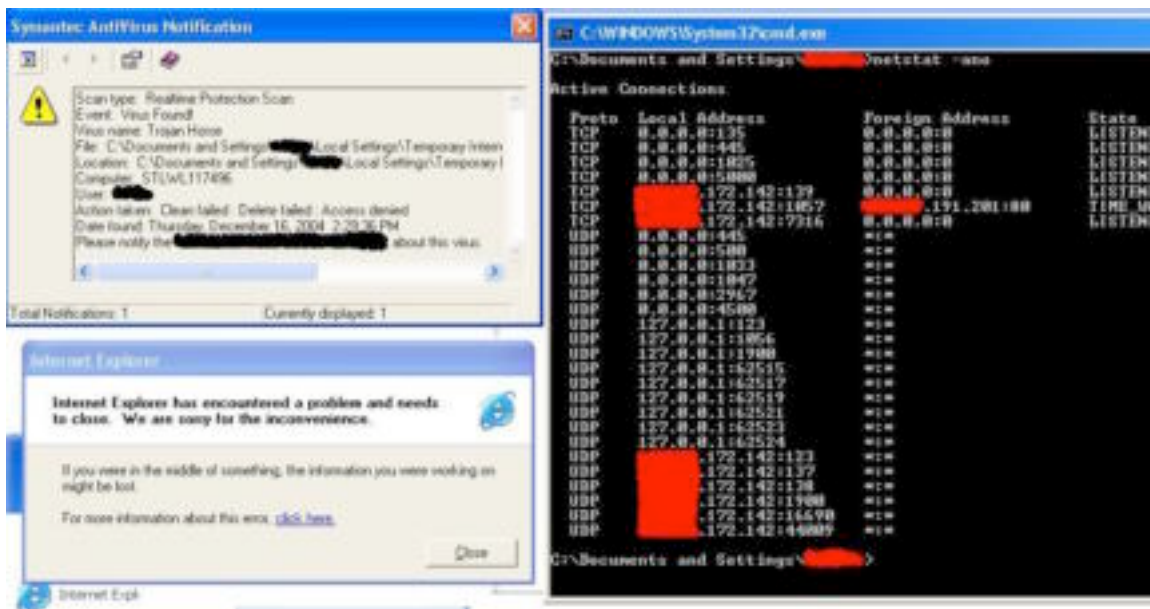 Symantec AntiVirus Notification
Scan type: Realtime Protection Scan
Event: Virus Found!
Virus name: Trojan Horse
File: C:\Documents and Settings\ \Local Settings\Temporary Intern
Location: C:\Documents and Settings\ \Local Settings\Temporary I
Computer: STLWL117496
User:
Action taken: Clean failed : Delete failed : Access denied
Date found: Thursday, December 16, 2004 2:29:36 PM
Please notify the about this virus.
Total Notifications: 1 Currently displayed: 1
Internet Explorer
Internet Explorer has encountered a problem and needs
to close. We are sorry for the inconvenience.
If you were in the middle of something, the information you were working on
might be lost.
For more information about this error, click here.
Close
Internet Expl
C:\WINDOWS\System32\cmd.exe
C:\Documents and Settings\ >netstat -ano
Active Connections
Proto Local Address Foreign Address State
TCP 0.0.0.0:135 0.0.0.0:0 LISTEN
TCP 0.0.0.0:445 0.0.0.0:0 LISTEN
TCP 0.0.0.0:1025 0.0.0.0:0 LISTEN
TCP 0.0.0.0:5000 0.0.0.0:0 LISTEN
TCP .172.142:139 0.0.0.0:0 LISTEN
TCP .172.142:1057 .191.201:80 TIME_W
TCP .172.142:7316 0.0.0.0:0 LISTEN
UDP 0.0.0.0:445 *:*
UDP 0.0.0.0:500 *:*
UDP 0.0.0.0:1033 *:*
UDP 0.0.0.0:1047 *:*
UDP 0.0.0.0:2967 *:*
UDP 0.0.0.0:4500 *:*
UDP 127.0.0.1:123 *:*
UDP 127.0.0.1:1056 *:*
UDP 127.0.0.1:1900 *:*
UDP 127.0.0.1:62515 *:*
UDP 127.0.0.1:62517 *:*
UDP 127.0.0.1:62519 *:*
UDP 127.0.0.1:62521 *:*
UDP 127.0.0.1:62523 *:*
UDP 127.0.0.1:62524 *:*
UDP .172.142:123 *:*
UDP .172.142:137 *:*
UDP .172.142:138 *:*
UDP .172.142:1900 *:*
UDP .172.142:16690 *:*
UDP .172.142:44009 *:*
C:\Documents and Settings\ >